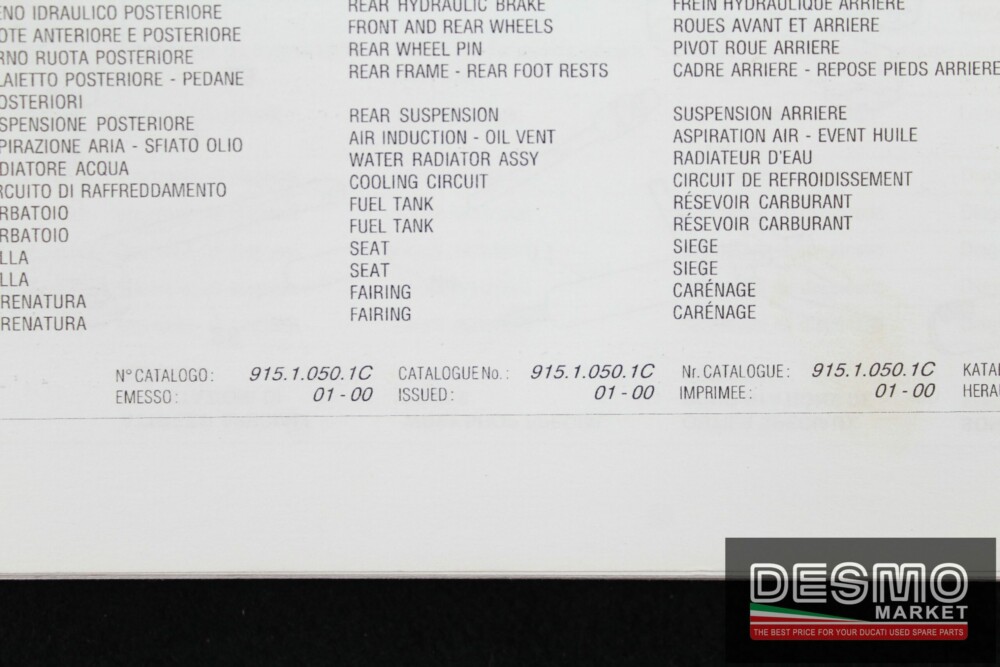 ENO IDRAULICO POSTERIORE REAR HYDRAULIC BRAKE FREIN HYDRAULIQUE ARRIERE
OTE ANTERIORE E POSTERIORE FRONT AND REAR WHEELS ROUES AVANT ET ARRIERE
RNO RUOTA POSTERIORE REAR WHEEL PIN PIVOT ROUE ARRIERE
LAIETTO POSTERIORE - PEDANE REAR FRAME - REAR FOOT RESTS CADRE ARRIERE - REPOSE PIEDS ARRIERE
OSTERIORI
SPENSIONE POSTERIORE REAR SUSPENSION SUSPENSION ARRIERE
PIRAZIONE ARIA - SFIATO OLIO AIR INDUCTION - OIL VENT ASPIRATION AIR - EVENT HUILE
DIATORE ACQUA WATER RADIATOR ASSY RADIATEUR D'EAU
RCUITO DI RAFFREDDAMENTO COOLING CIRCUIT CIRCUIT DE REFROIDISSEMENT
RBATOIO FUEL TANK RÉSEVOIR CARBURANT
RBATOIO FUEL TANK RÉSEVOIR CARBURANT
LLA SEAT SIEGE
LLA SEAT SIEGE
RENATURA FAIRING CARÉNAGE
RENATURA FAIRING CARÉNAGE
N° CATALOGO: 915.1.050.1C CATALOGUE No.: 915.1.050.1C Nr. CATALOGUE: 915.1.050.1C KATA
EMESSO: 01 - 00 ISSUED: 01 - 00 IMPRIMEE: 01 - 00 HERA
DESMO
MARKET
THE BEST PRICE FOR YOUR DUCATI USED SPARE PARTS